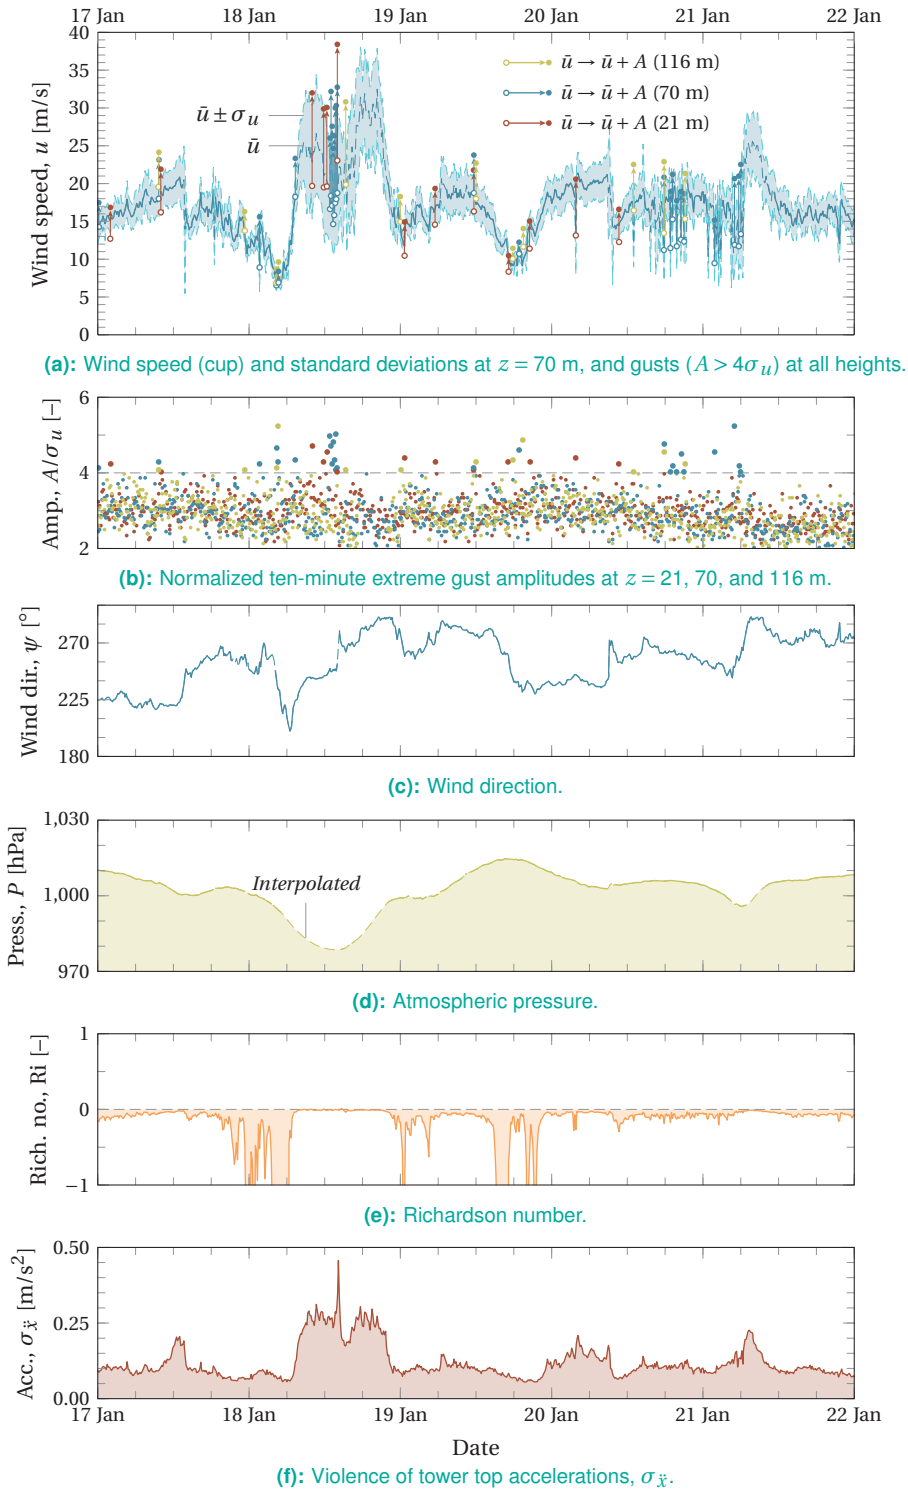 17 Jan 18 Jan 19 Jan 20 Jan 21 Jan 22 Jan
40
35
30
25
20
15
10
5
0
Wind speed, u [m/s]
ū ± σu
ū
ū → ū + A (116 m)
ū → ū + A (70 m)
ū → ū + A (21 m)
(a): Wind speed (cup) and standard deviations at z = 70 m, and gusts (A > 4σu) at all heights.
6
4
2
Amp., A/σu [–]
(b): Normalized ten-minute extreme gust amplitudes at z = 21, 70, and 116 m.
270
225
180
Wind dir., ψ [°]
(c): Wind direction.
1,030
1,000
970
Press., P [hPa]
Interpolated
(d): Atmospheric pressure.
1
0
−1
Rich. no., Ri [–]
(e): Richardson number.
0.50
0.25
0.00
Acc., σẍ [m/s²]
17 Jan 18 Jan 19 Jan 20 Jan 21 Jan 22 Jan
Date
(f): Violence of tower top accelerations, σẍ.